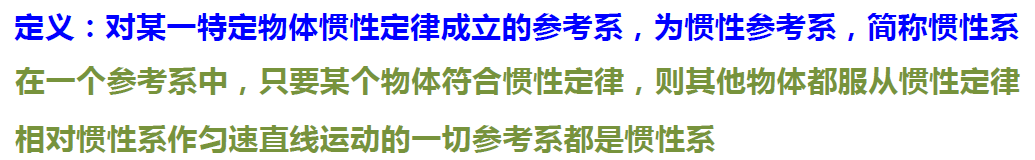 定义：对某一特定物体惯性定律成立的参考系，为惯性参考系，简称惯性系
在一个参考系中，只要某个物体符合惯性定律，则其他物体都服从惯性定律
相对惯性系作匀速直线运动的一切参考系都是惯性系